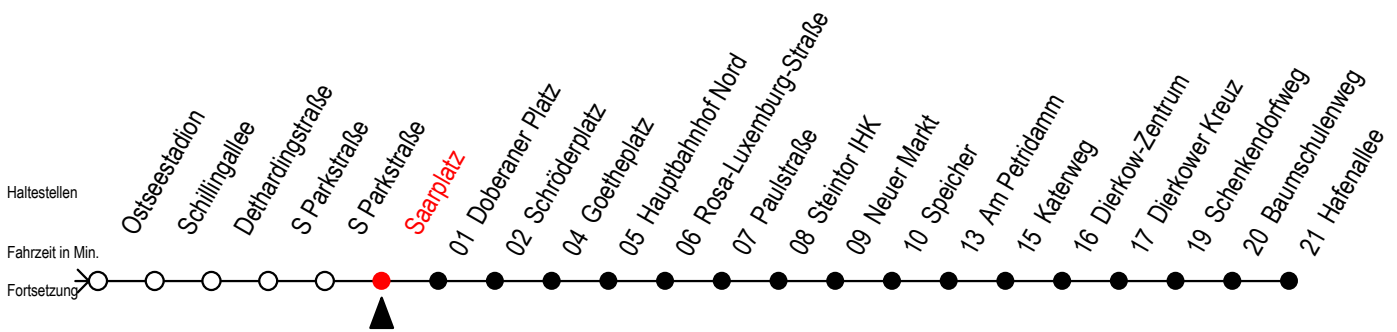 Haltestellen
Fahrzeit in Min.
Fortsetzung
Ostseestadion
Schillingallee
Dethardingstraße
S Parkstraße
S Parkstraße
Saarplatz
01 Doberaner Platz
02 Schröderplatz
04 Goetheplatz
05 Hauptbahnhof Nord
06 Rosa-Luxemburg-Straße
07 Paulstraße
08 Steintor IHK
09 Neuer Markt
10 Speicher
13 Am Petridamm
15 Katenweg
16 Dierkow-Zentrum
17 Dierkower Kreuz
19 Schenkendorfweg
20 Baumschulenweg
21 Hafenallee